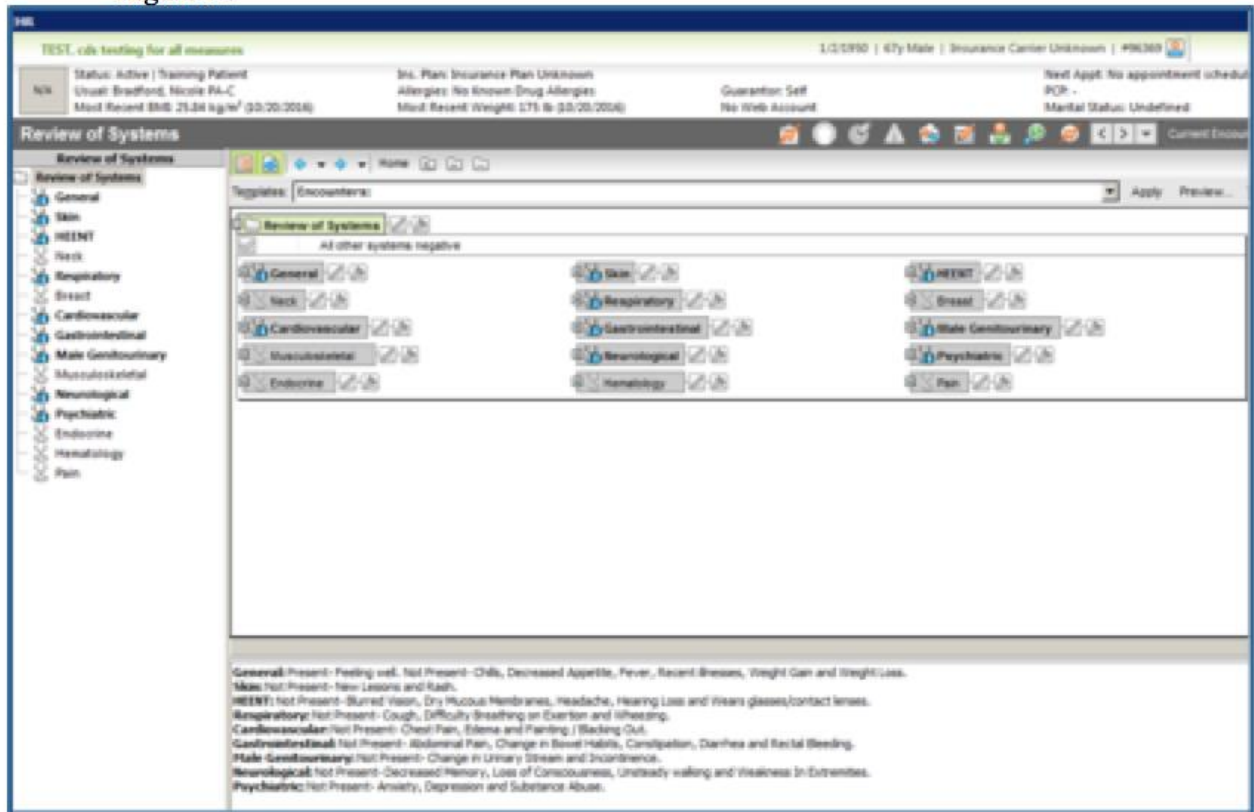 HR
TEST, cds testing for all measures
1/2/1950 | 67y Male | Insurance Carrier Unknown | #96369
N/A
Status: Active | Training Patient
Ins. Plan: Insurance Plan Unknown
Next Appt: No appointment schedul
Usual: Bradford, Nicole PA-C
Allergies: No Known Drug Allergies
Guarantor: Self
PCP: -
Most Recent BMI: 25.84 kg/m² (10/20/2016)
Most Recent Weight: 175 lb (10/20/2016)
No Web Account
Marital Status: Undefined
Review of Systems
Current Encou
Review of Systems
Home
Review of Systems
General
Skin
HEENT
Neck
Respiratory
Breast
Cardiovascular
Gastrointestinal
Male Genitourinary
Musculoskeletal
Neurological
Psychiatric
Endocrine
Hematology
Pain
Templates: Encounters:
Apply Preview...
Review of Systems
All other systems negative
General Skin HEENT
Neck Respiratory Breast
Cardiovascular Gastrointestinal Male Genitourinary
Musculoskeletal Neurological Psychiatric
Endocrine Hematology Pain
General: Present- Feeling well. Not Present- Chills, Decreased Appetite, Fever, Recent Illnesses, Weight Gain and Weight Loss.
Skin: Not Present- New Lesions and Rash.
HEENT: Not Present- Blurred Vision, Dry Mucous Membranes, Headache, Hearing Loss and Wears glasses/contact lenses.
Respiratory: Not Present- Cough, Difficulty Breathing on Exertion and Wheezing.
Cardiovascular: Not Present- Chest Pain, Edema and Fainting / Blacking Out.
Gastrointestinal: Not Present- Abdominal Pain, Change in Bowel Habits, Constipation, Diarrhea and Rectal Bleeding.
Male Genitourinary: Not Present- Change in Urinary Stream and Incontinence.
Neurological: Not Present- Decreased Memory, Loss of Consciousness, Unsteady walking and Weakness In Extremities.
Psychiatric: Not Present- Anxiety, Depression and Substance Abuse.